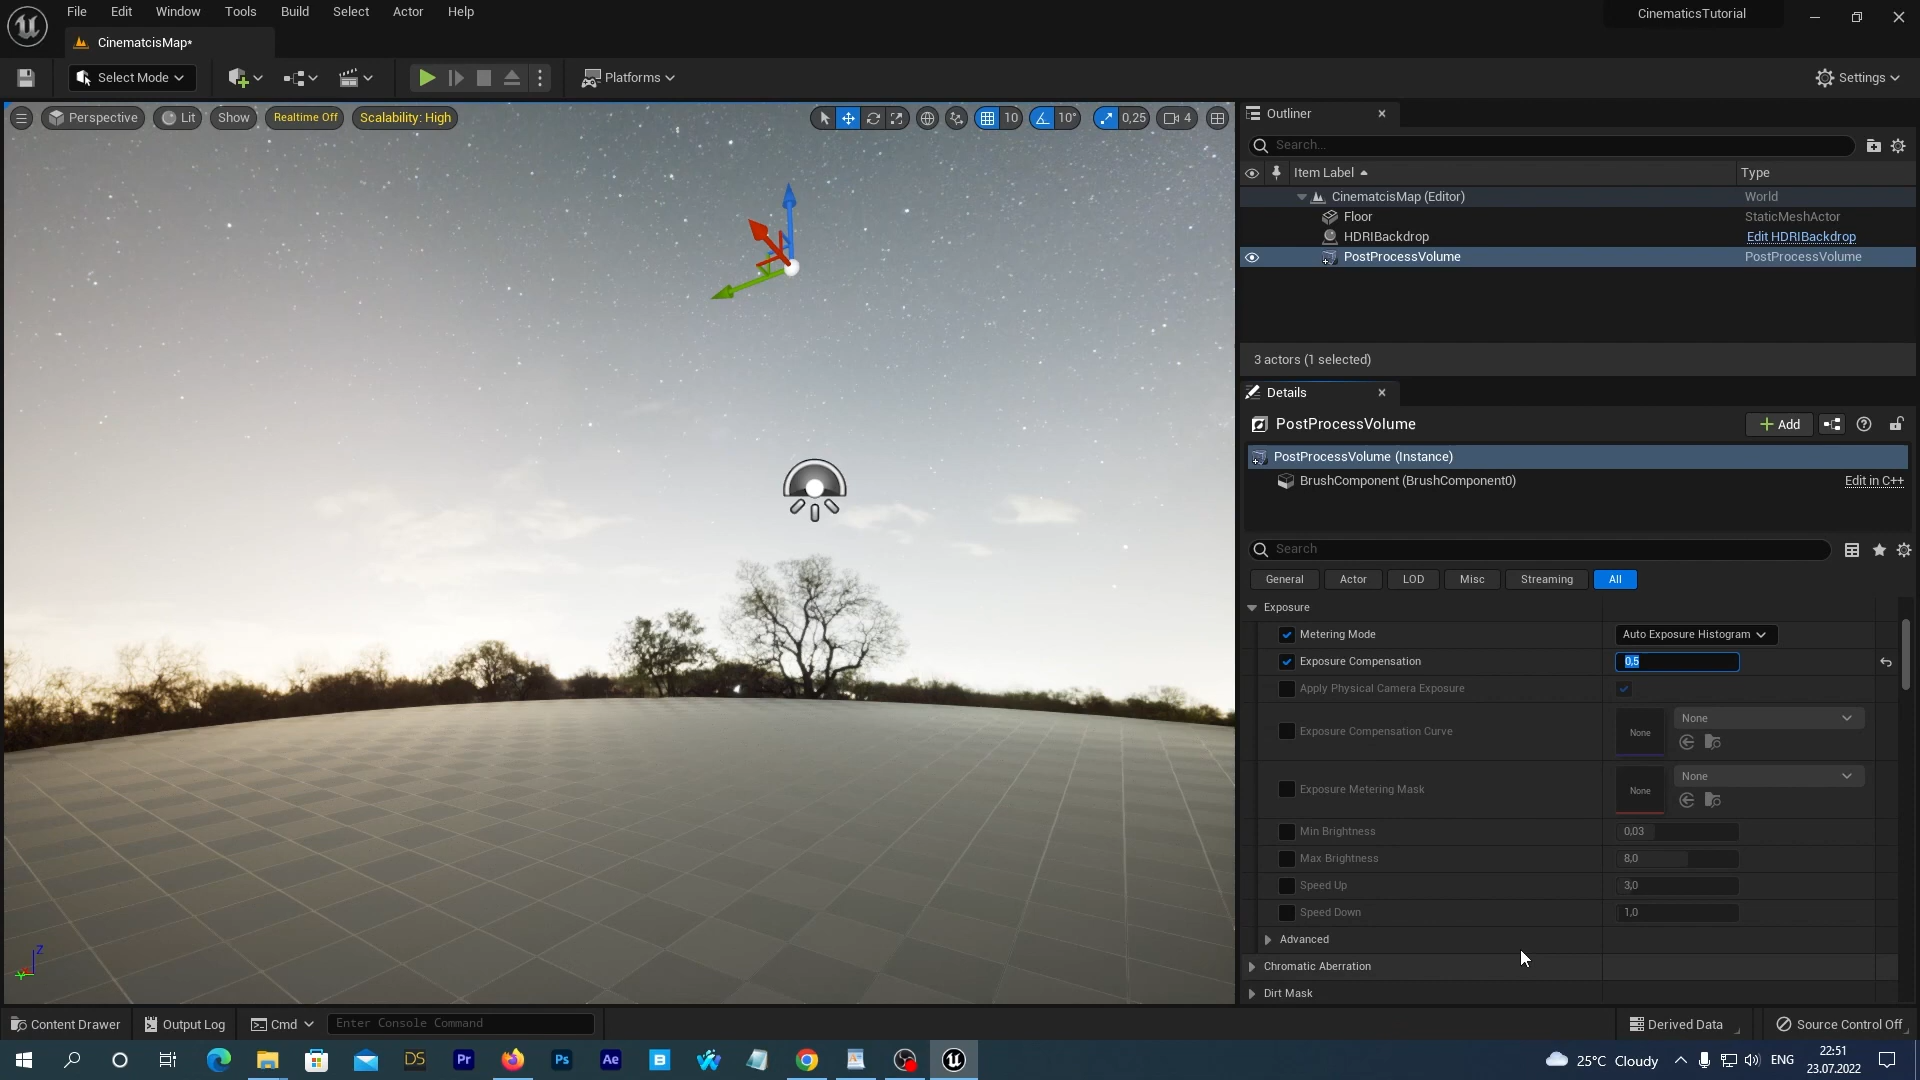 File Edit Window Tools Build Select Actor Help
CinematicsTutorial
CinematcisMap*
Select Mode
Platforms
Settings
Perspective
Lit
Show
Realtime Off
Scalability: High
10
10°
0,25
4
Outliner
Search...
Item Label
Type
CinematcisMap (Editor)
World
Floor
StaticMeshActor
HDRIBackdrop
Edit HDRIBackdrop
PostProcessVolume
PostProcessVolume
3 actors (1 selected)
Details
PostProcessVolume
Add
PostProcessVolume (Instance)
BrushComponent (BrushComponent0)
Edit in C++
Search
General
Actor
LOD
Misc
Streaming
All
Exposure
Metering Mode
Auto Exposure Histogram
Exposure Compensation
0,5
Apply Physical Camera Exposure
Exposure Compensation Curve
None
None
Exposure Metering Mask
None
None
Min Brightness
0,03
Max Brightness
8,0
Speed Up
3,0
Speed Down
1,0
Advanced
Chromatic Aberration
Dirt Mask
Z
Y
Content Drawer
Output Log
Cmd
Enter Console Command
Derived Data
Source Control Off
DS
Pr
Ps
Ae
25°C Cloudy
ENG
22:51
23.07.2022